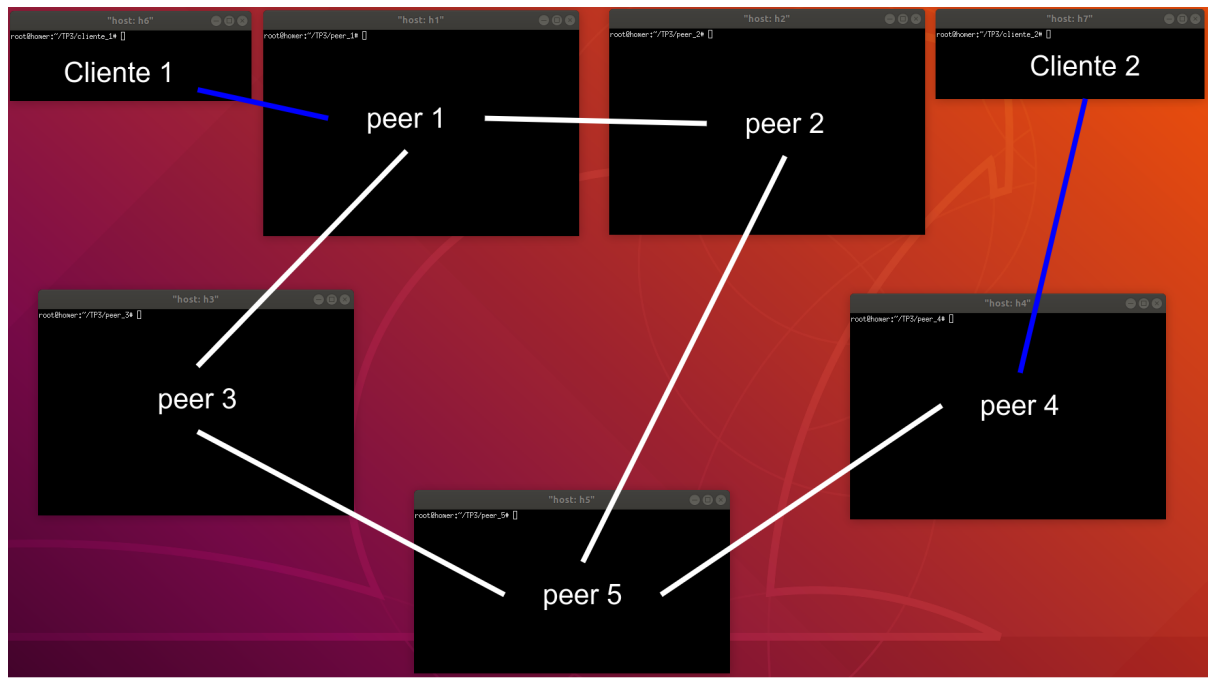 "host: h6"
root@homer:~/TP3/cliente_1#
Cliente 1
"host: h1"
root@homer:~/TP3/peer_1#
peer 1
"host: h2"
root@homer:~/TP3/peer_2#
peer 2
"host: h7"
root@homer:~/TP3/cliente_2#
Cliente 2
"host: h3"
root@homer:~/TP3/peer_3#
peer 3
"host: h4"
root@homer:~/TP3/peer_4#
peer 4
"host: h5"
root@homer:~/TP3/peer_5#
peer 5